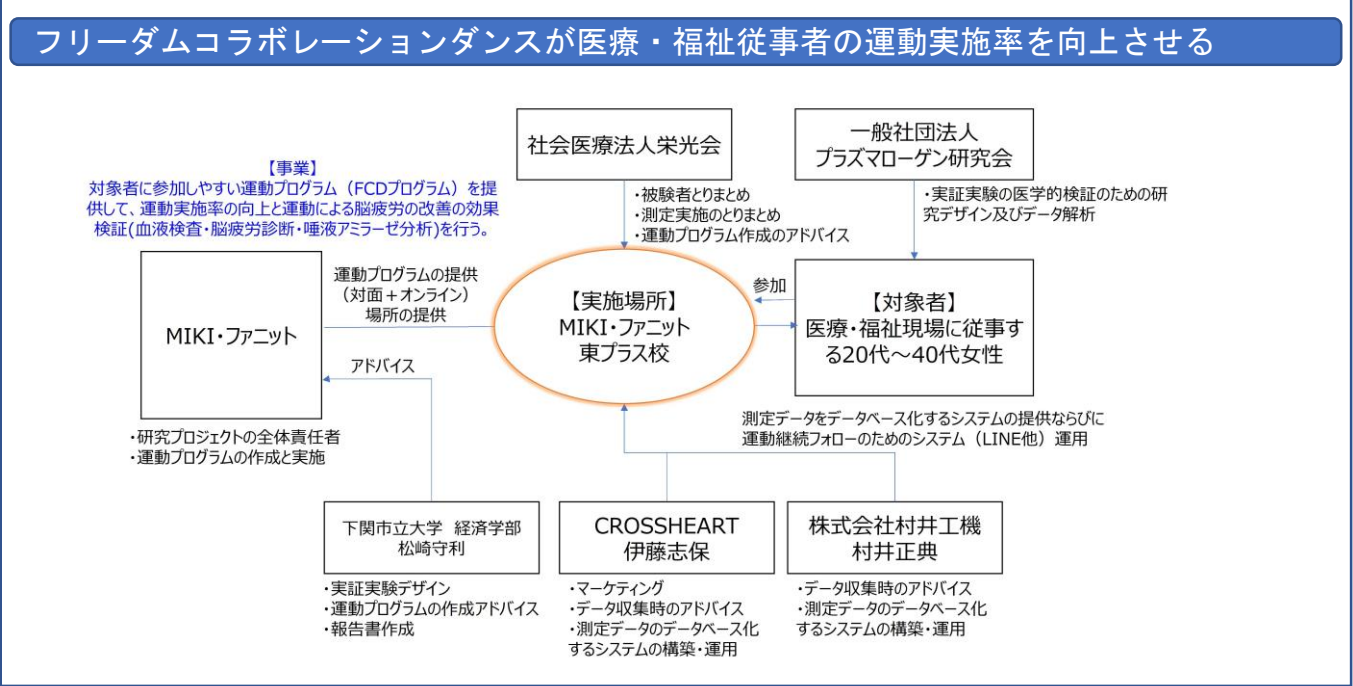 フリーダムコラボレーションダンスが医療・福祉従事者の運動実施率を向上させる
社会医療法人栄光会
一般社団法人
プラズマローゲン研究会
【事業】
対象者に参加しやすい運動プログラム（FCDプログラム）を提
供して、運動実施率の向上と運動による脳疲労の改善の効果
検証(血液検査・脳疲労診断・唾液アミラーゼ分析)を行う。
・被験者とりまとめ
・測定実施のとりまとめ
・運動プログラム作成のアドバイス
・実証実験の医学的検証のための研
究デザイン及びデータ解析
MIKI・ファニット
運動プログラムの提供
（対面＋オンライン）
場所の提供
【実施場所】
MIKI・ファニット
東プラス校
参加
【対象者】
医療・福祉現場に従事す
る20代～40代女性
アドバイス
・研究プロジェクトの全体責任者
・運動プログラムの作成と実施
測定データをデータベース化するシステムの提供ならびに
運動継続フォローのためのシステム（LINE他）運用
下関市立大学 経済学部
松崎守利
CROSSHEART
伊藤志保
株式会社村井工機
村井正典
・実証実験デザイン
・運動プログラムの作成アドバイス
・報告書作成
・マーケティング
・データ収集時のアドバイス
・測定データのデータベース化
するシステムの構築・運用
・データ収集時のアドバイス
・測定データのデータベース化
するシステムの構築・運用